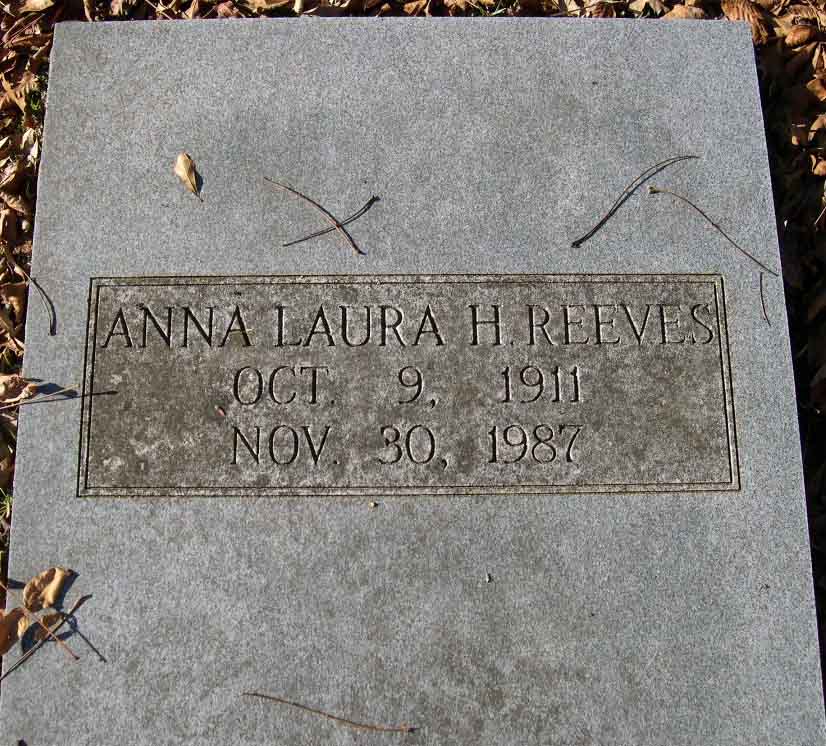 ANNA LAURA H. REEVES
OCT. 9, 1911
NOV. 30, 1987